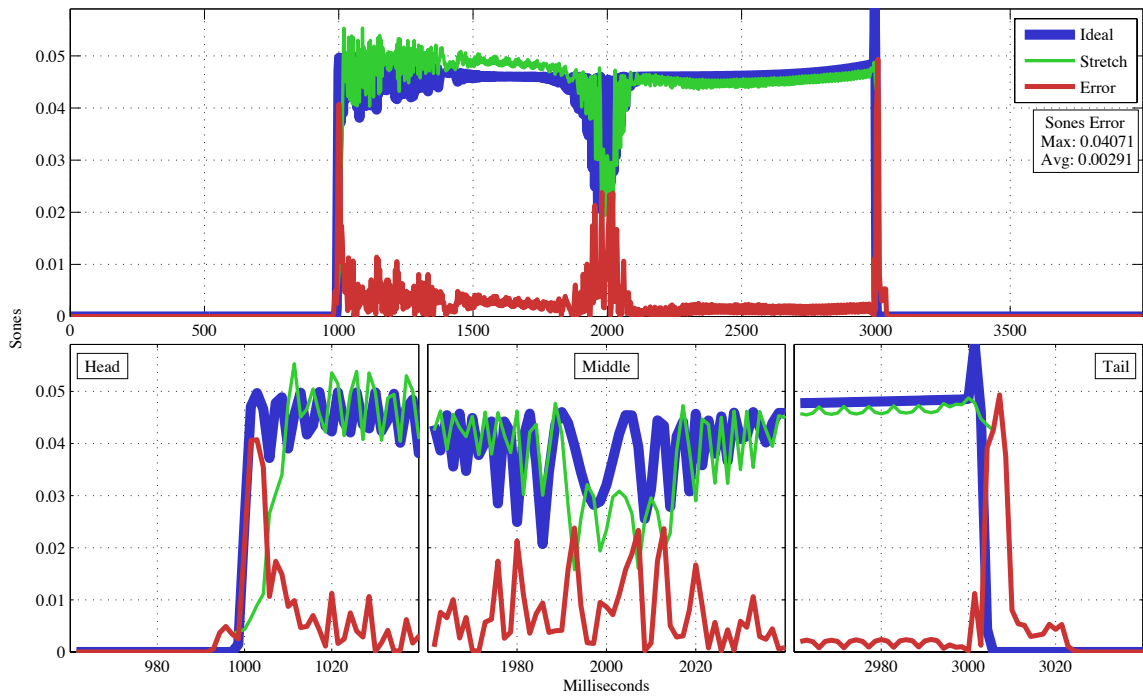 Ideal
Stretch
Error
Sones Error
Max: 0.04071
Avg: 0.00291
0.05
0.04
0.03
0.02
0.01
0
0 500 1000 1500 2000 2500 3000 3500
Sones
Head
Middle
Tail
0.05
0.04
0.03
0.02
0.01
0
980 1000 1020
1980 2000 2020
2980 3000 3020
Milliseconds